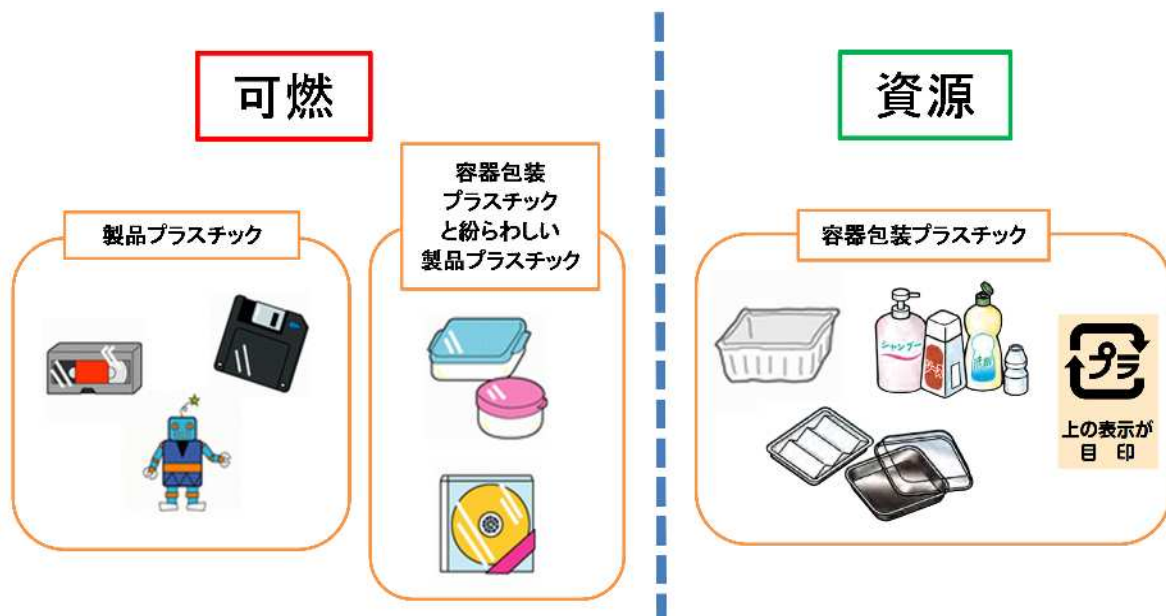 可燃
資源
製品プラスチック
容器包装
プラスチック
と紛らわしい
製品プラスチック
容器包装プラスチック
シャンプー
プラ
上の表示が
目 印